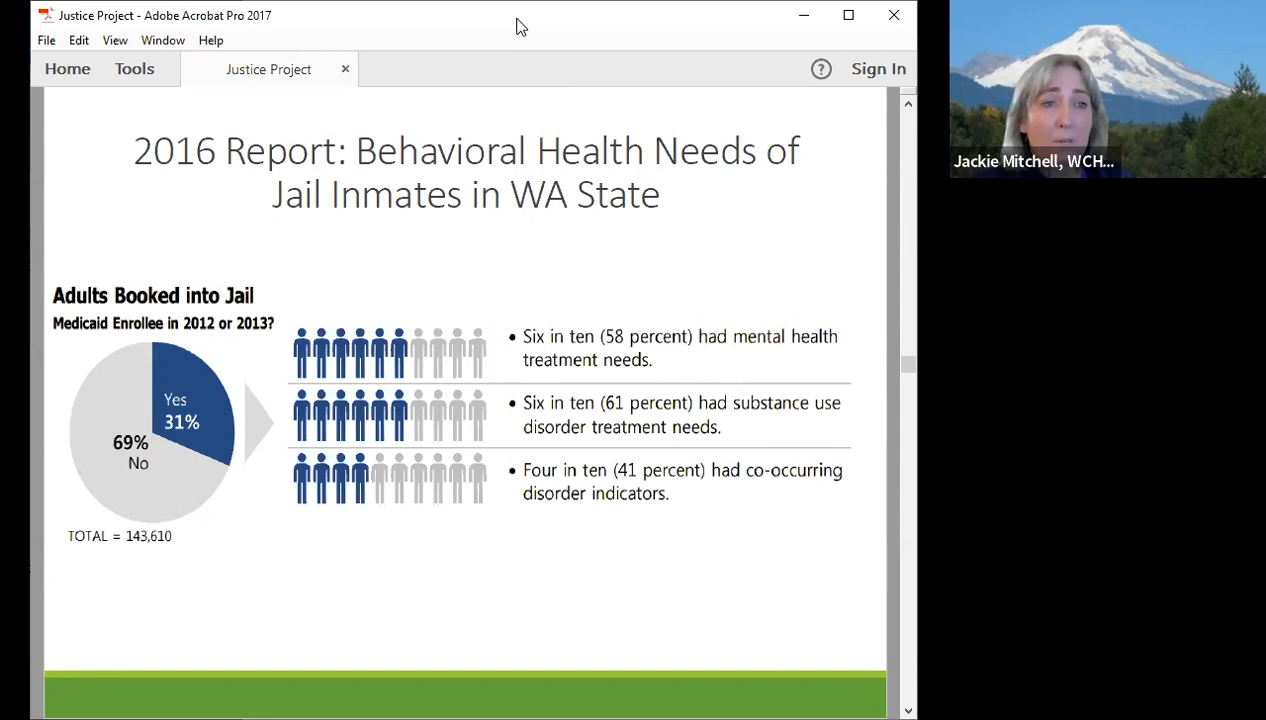 Justice Project - Adobe Acrobat Pro 2017
File Edit View Window Help
Home Tools Justice Project × ? Sign In
2016 Report: Behavioral Health Needs of
Jail Inmates in WA State
Adults Booked into Jail
Medicaid Enrollee in 2012 or 2013?
Yes
31%
69%
No
TOTAL = 143,610
• Six in ten (58 percent) had mental health
treatment needs.
• Six in ten (61 percent) had substance use
disorder treatment needs.
• Four in ten (41 percent) had co-occurring
disorder indicators.
Jackie Mitchell, WCH...